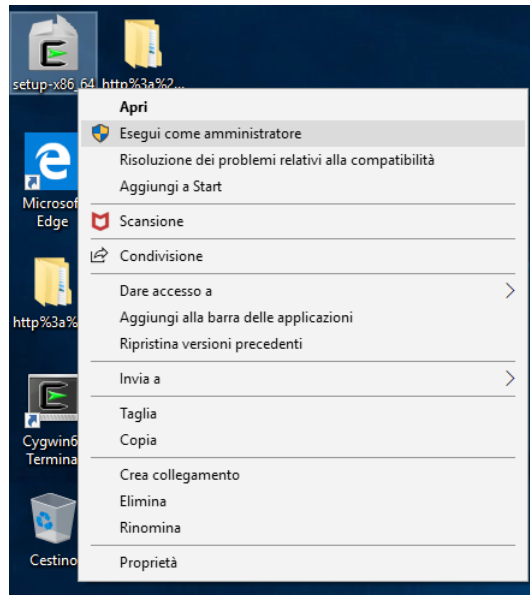 setup-x86_64
http%3a%2...
Apri
Esegui come amministratore
Risoluzione dei problemi relativi alla compatibilità
Aggiungi a Start
Microsof
Edge
Scansione
Condivisione
Dare accesso a
http%3a%
Aggiungi alla barra delle applicazioni
Ripristina versioni precedenti
Invia a
Taglia
Cygwin6
Copia
Termina
Crea collegamento
Elimina
Rinomina
Cestino
Proprietà